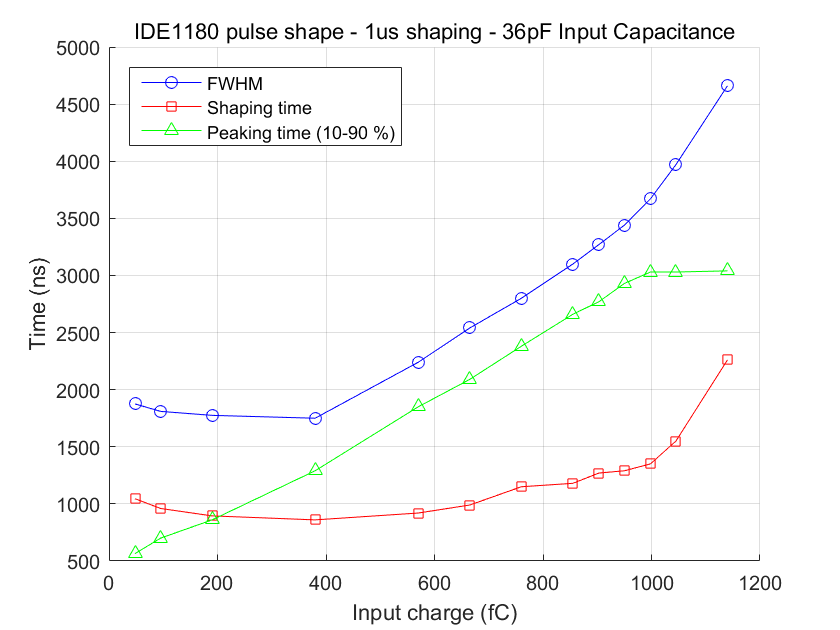 IDE1180 pulse shape - 1us shaping - 36pF Input Capacitance
5000
4500
4000
3500
3000
2500
2000
1500
1000
500
Time (ns)
FWHM
Shaping time
Peaking time (10-90 %)
0
200
400
600
800
1000
1200
Input charge (fC)